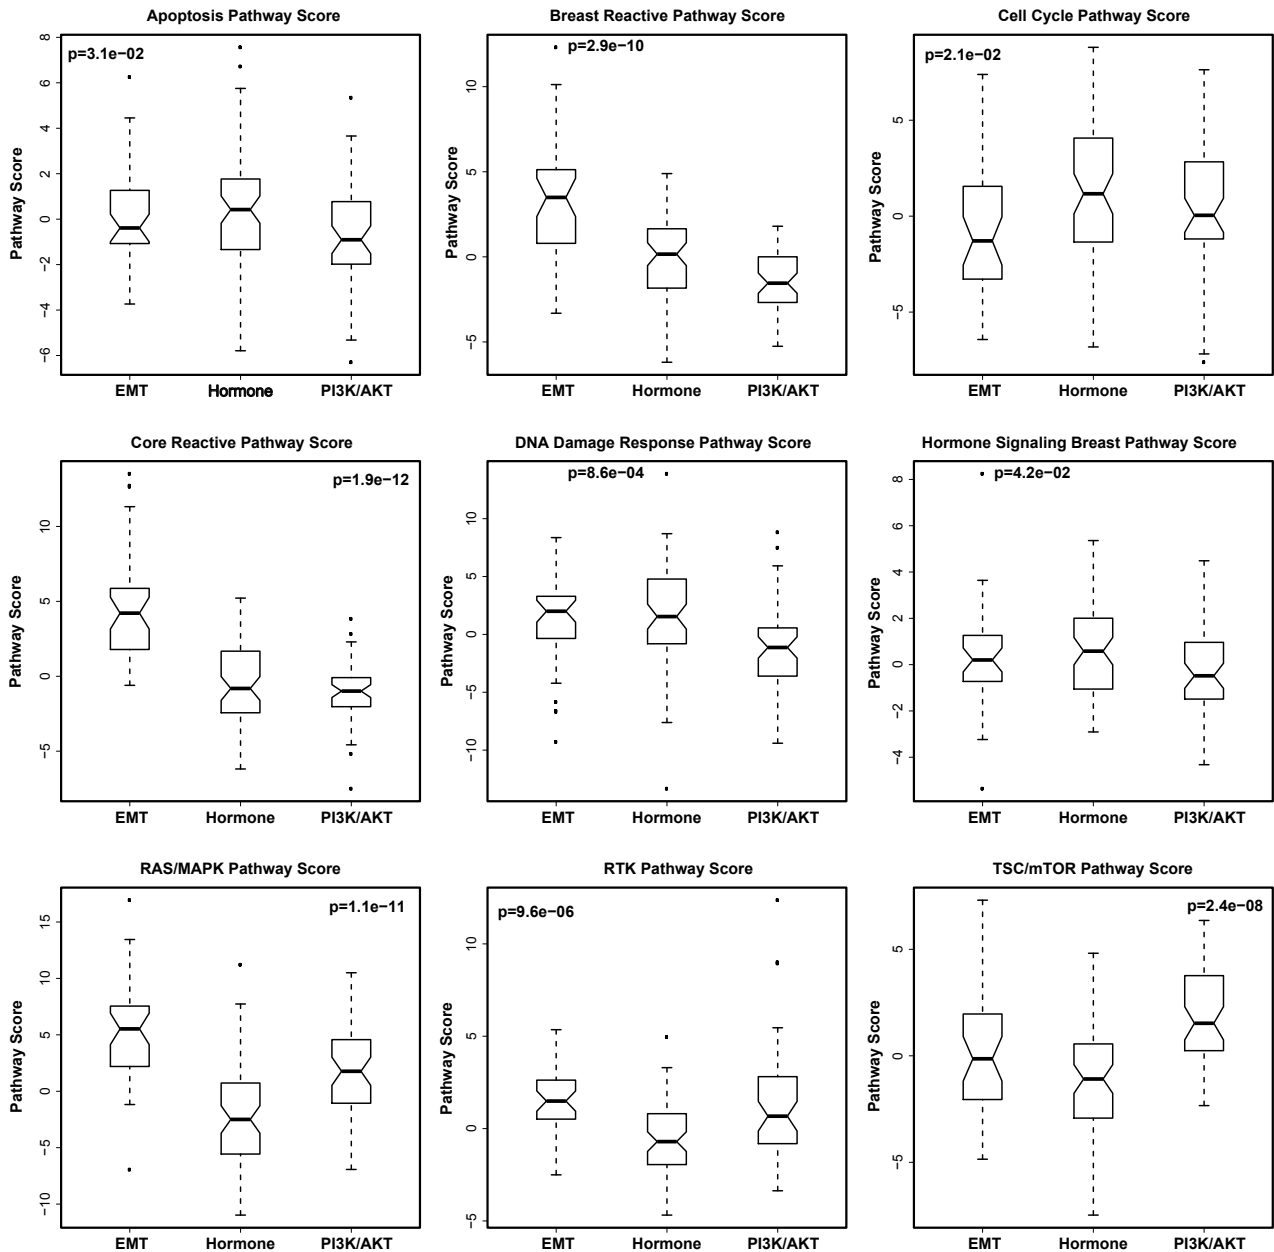 Apoptosis Pathway Score
p=3.1e−02
Pathway Score
8
6
4
2
0
−2
−4
−6
EMT Hormone PI3K/AKT
Breast Reactive Pathway Score
p=2.9e−10
Pathway Score
10
5
0
−5
EMT Hormone PI3K/AKT
Cell Cycle Pathway Score
p=2.1e−02
Pathway Score
5
0
−5
EMT Hormone PI3K/AKT
Core Reactive Pathway Score
p=1.9e−12
Pathway Score
10
5
0
−5
EMT Hormone PI3K/AKT
DNA Damage Response Pathway Score
p=8.6e−04
Pathway Score
10
5
0
−5
−10
EMT Hormone PI3K/AKT
Hormone Signaling Breast Pathway Score
p=4.2e−02
Pathway Score
8
6
4
2
0
−2
−4
EMT Hormone PI3K/AKT
RAS/MAPK Pathway Score
p=1.1e−11
Pathway Score
15
10
5
0
−5
−10
EMT Hormone PI3K/AKT
RTK Pathway Score
p=9.6e−06
Pathway Score
10
5
0
−5
EMT Hormone PI3K/AKT
TSC/mTOR Pathway Score
p=2.4e−08
Pathway Score
5
0
−5
EMT Hormone PI3K/AKT